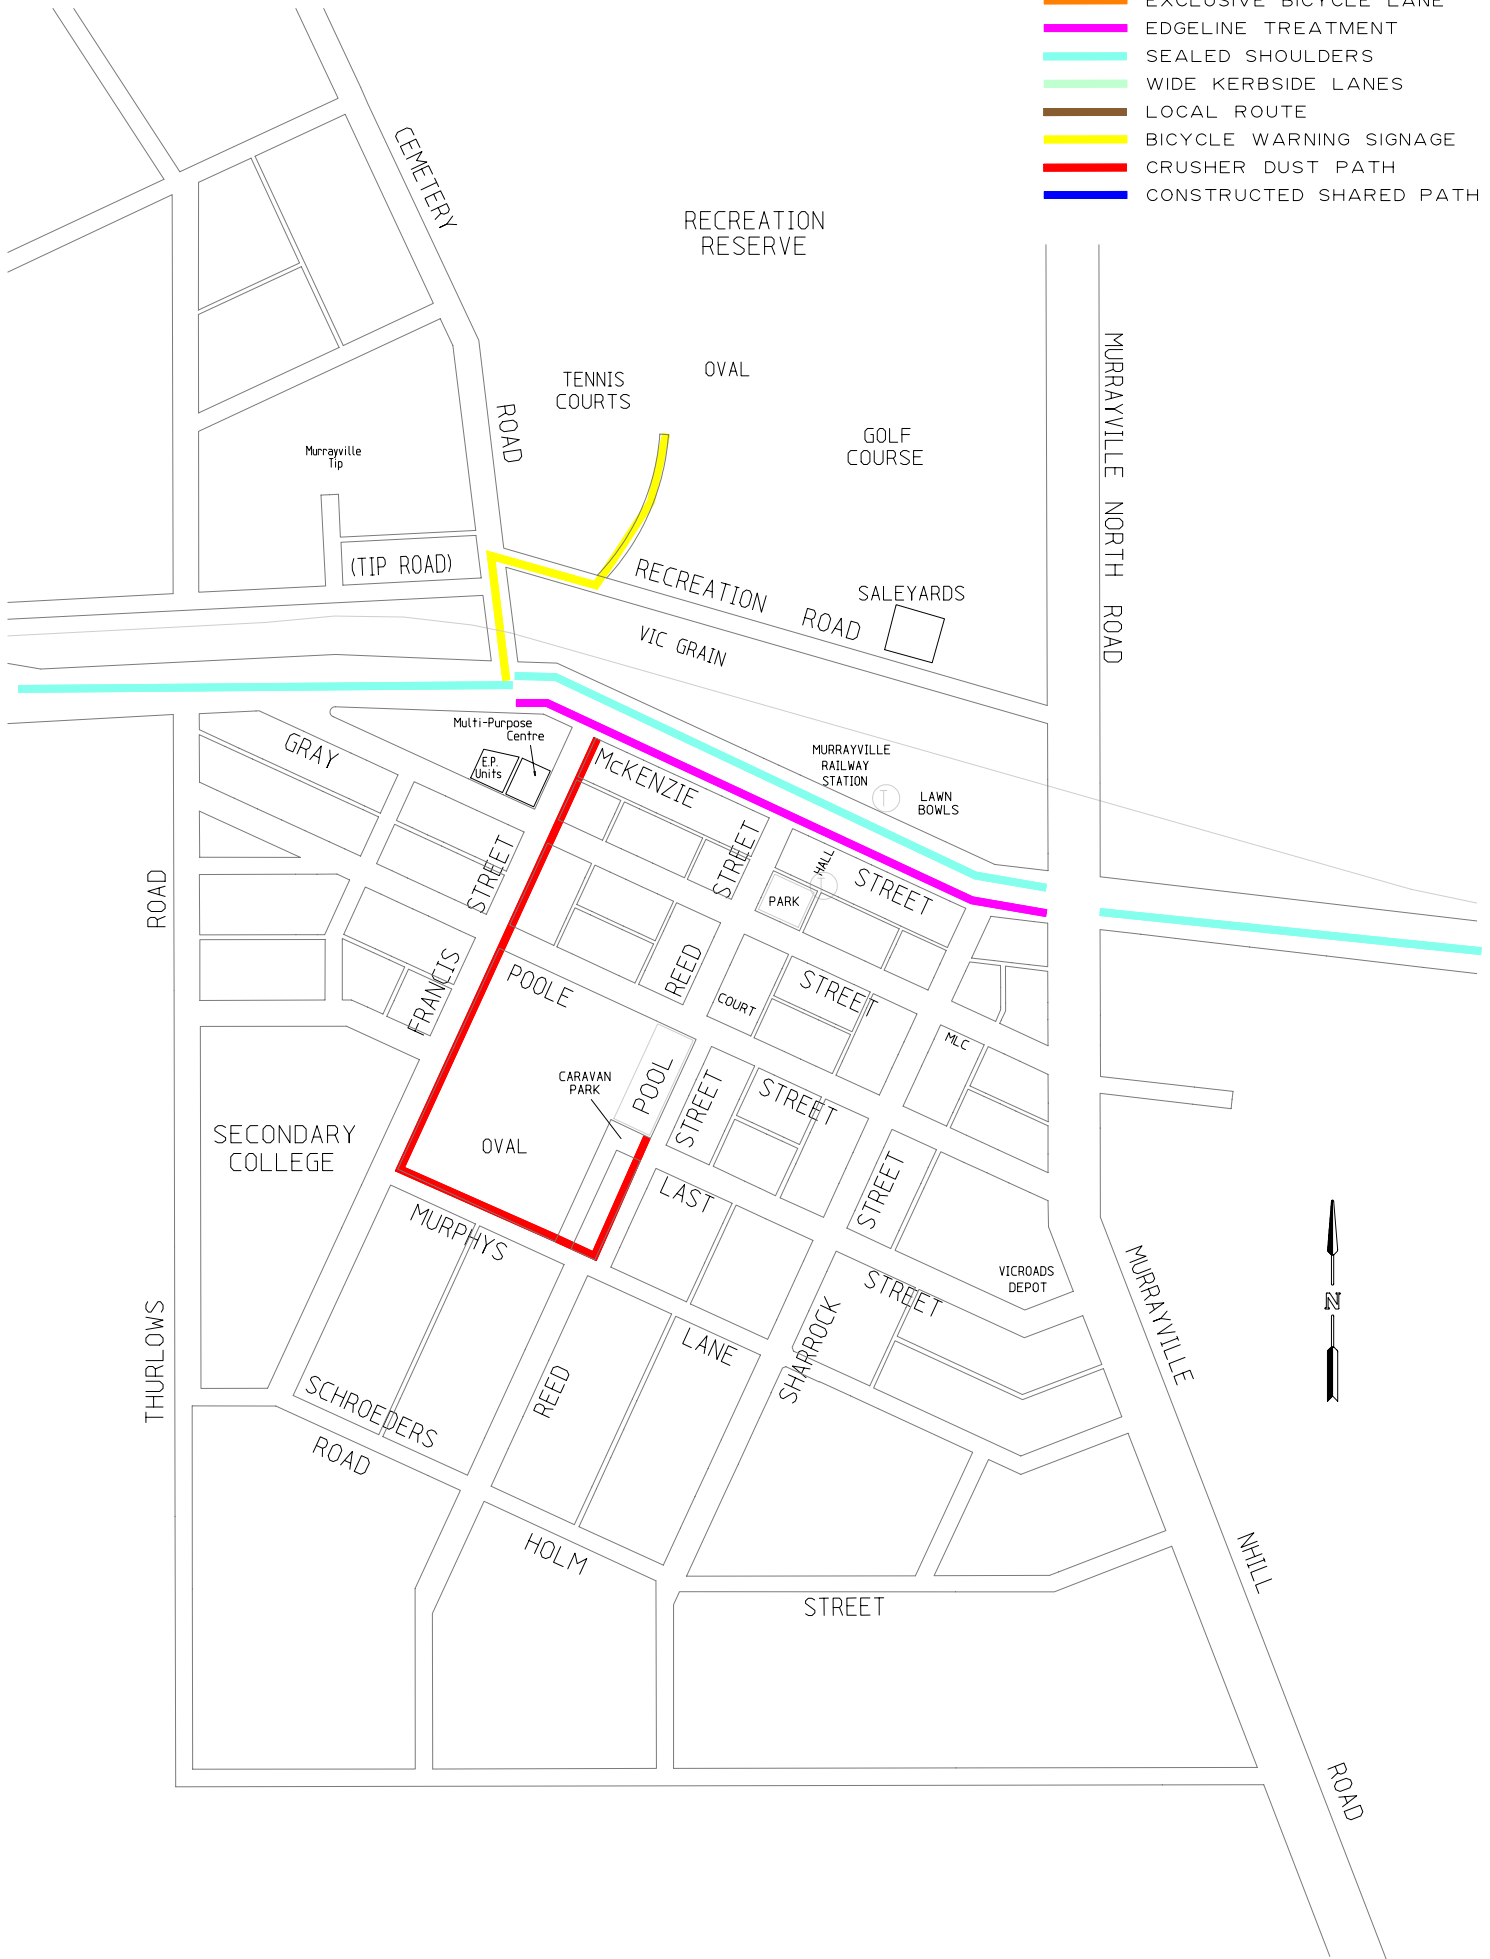 EXCLUSIVE BICYCLE LANE
EDGELINE TREATMENT
SEALED SHOULDERS
WIDE KERBSIDE LANES
LOCAL ROUTE
BICYCLE WARNING SIGNAGE
CRUSHER DUST PATH
CONSTRUCTED SHARED PATH
CEMETERY
ROAD
RECREATION
RESERVE
TENNIS
COURTS
OVAL
GOLF
COURSE
MURRAYVILLE NORTH ROAD
Murrayville
Tip
(TIP ROAD)
RECREATION ROAD
SALEYARDS
VIC GRAIN
Multi-Purpose
Centre
E.P.
Units
GRAY
STREET
McKENZIE
STREET
MURRAYVILLE
RAILWAY
STATION
T
LAWN
BOWLS
HALL
T
PARK
STREET
ROAD
THURLOWS
FRANCIS
POOLE
STREET
REED
COURT
STREET
MLC
CARAVAN
PARK
POOL
OVAL
STREET
SECONDARY
COLLEGE
MURPHYS
LANE
LAST
STREET
STREET
SHARROCK
VICROADS
DEPOT
N
MURRAYVILLE
NHILL
ROAD
SCHROEDERS
ROAD
REED
HOLM
STREET